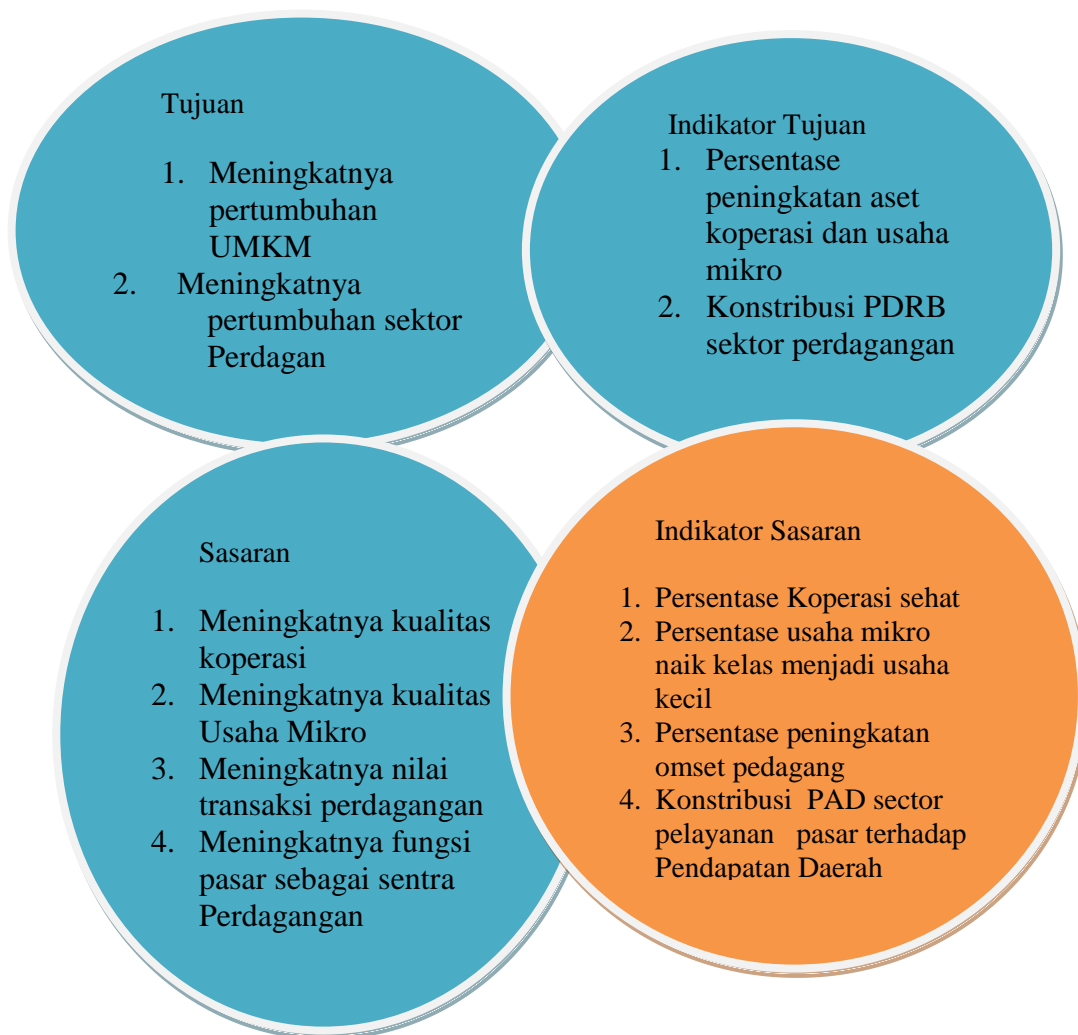 Tujuan
1. Meningkatnya
pertumbuhan
UMKM
2. Meningkatnya
pertumbuhan sektor
Perdagan
Indikator Tujuan
1. Persentase
peningkatan aset
koperasi dan usaha
mikro
2. Konstribusi PDRB
sektor perdagangan
Sasaran
1. Meningkatnya kualitas
koperasi
2. Meningkatnya kualitas
Usaha Mikro
3. Meningkatnya nilai
transaksi perdagangan
4. Meningkatnya fungsi
pasar sebagai sentra
Perdagangan
Indikator Sasaran
1. Persentase Koperasi sehat
2. Persentase usaha mikro
naik kelas menjadi usaha
kecil
3. Persentase peningkatan
omset pedagang
4. Konstribusi PAD sector
pelayanan pasar terhadap
Pendapatan Daerah